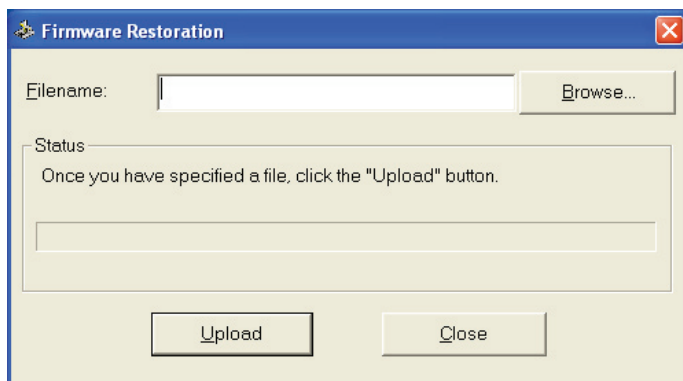 Firmware Restoration
Filename:
Browse...
Status
Once you have specified a file, click the "Upload" button.
Upload
Close